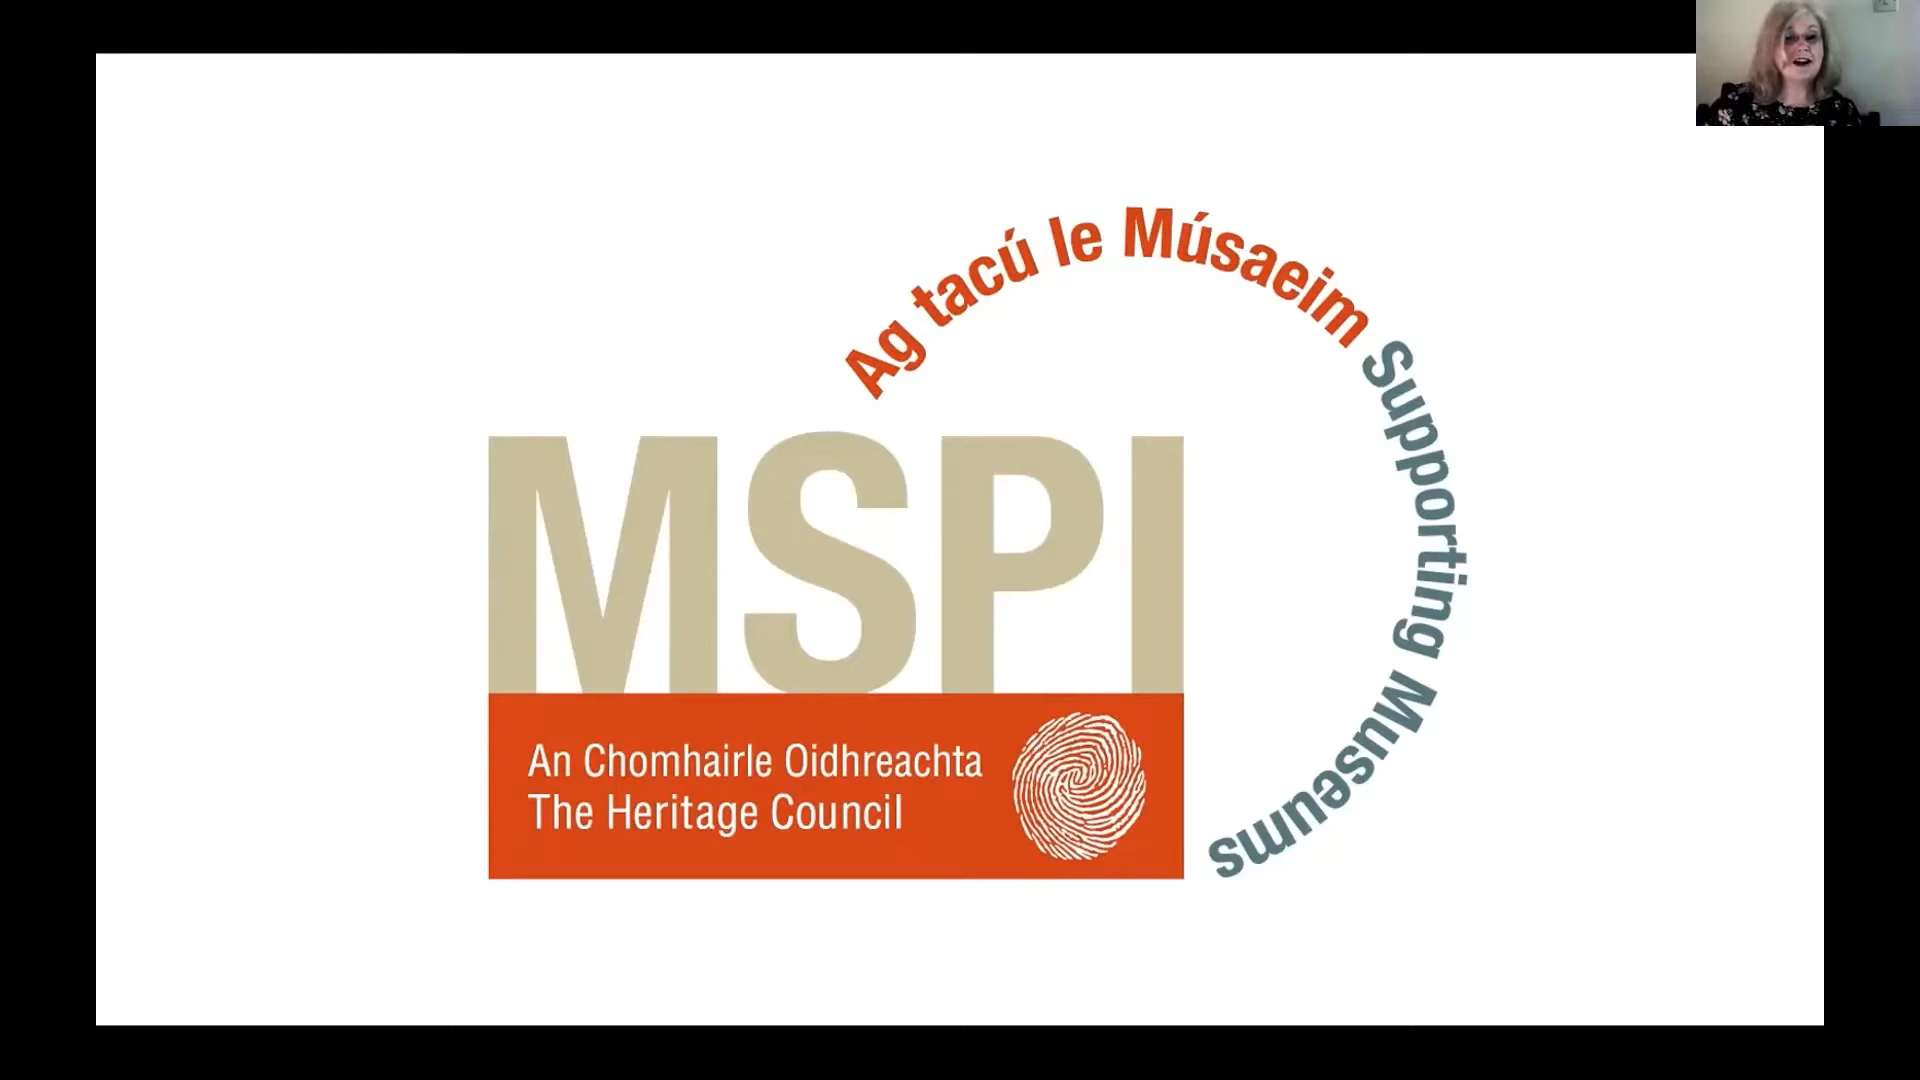 Ag tacú le Músaeim Supporting Museums
MSPI
An Chomhairle Oidhreachta
The Heritage Council